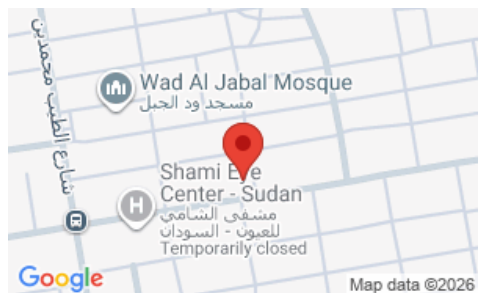 Wad Al Jabal Mosque
مسجد ود الجبل
شارع الطيب محمدين
Shami Eye
Center - Sudan
مشفى الشامي
للعيون - السودان
Temporarily closed
Google
Map data ©2026